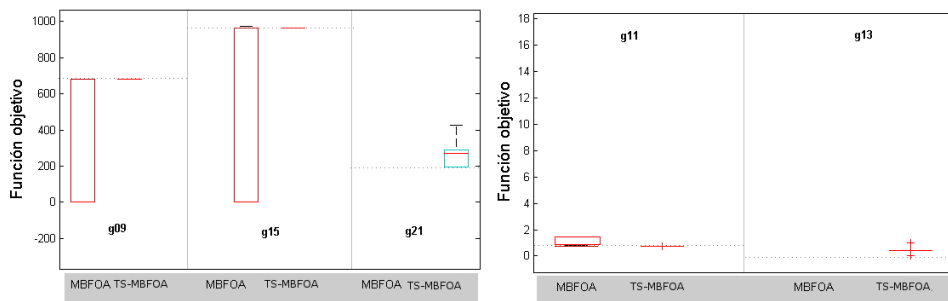 Función objetivo
1000
800
600
400
200
0
-200
g09
g15
g21
MBFOA TS-MBFOA
MBFOA TS-MBFOA
MBFOA TS-MBFOA
Función objetivo
18
16
14
12
10
8
6
4
2
0
g11
g13
MBFOA TS-MBFOA
MBFOA TS-MBFOA.